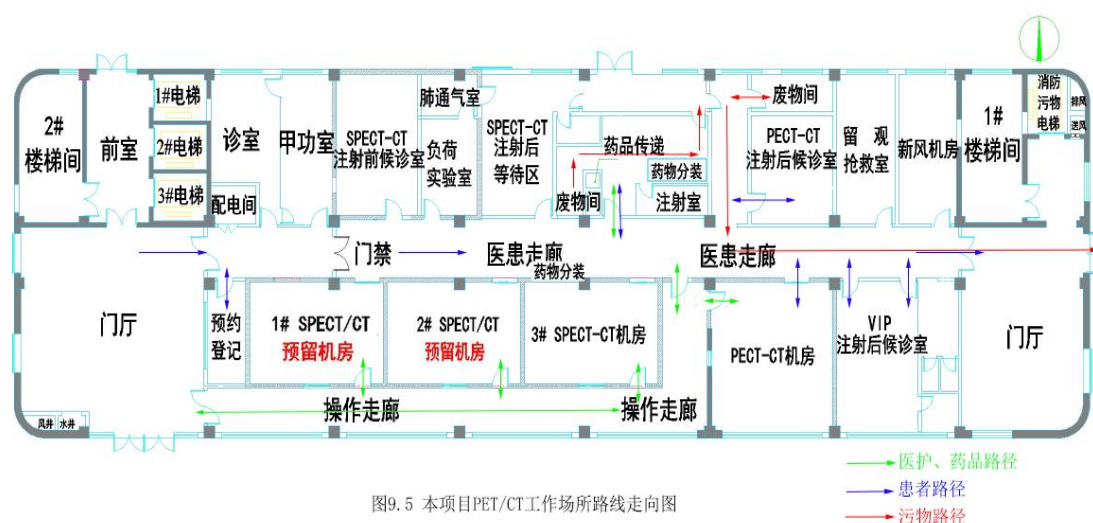 1#电梯
2#
楼梯间
前室
2#电梯
3#电梯
诊室
配电间
甲功室
SPECT-CT
注射前候诊室
肺通气室
负荷
实验室
SPECT-CT
注射后
等待区
药品传递
药物分装
废物间
注射室
废物间
PECT-CT
注射后候诊室
留观
抢救室
新风机房
1#
楼梯间
消防
污物
电梯
排风
送风
门厅
门禁
医患走廊
药物分装
医患走廊
预约
登记
1# SPECT/CT
预留机房
2# SPECT/CT
预留机房
3# SPECT-CT机房
PECT-CT机房
VIP
注射后候诊室
门厅
风井
水井
操作走廊
操作走廊
医护、药品路径
患者路径
污物路径
图9.5 本项目PET/CT工作场所路线走向图